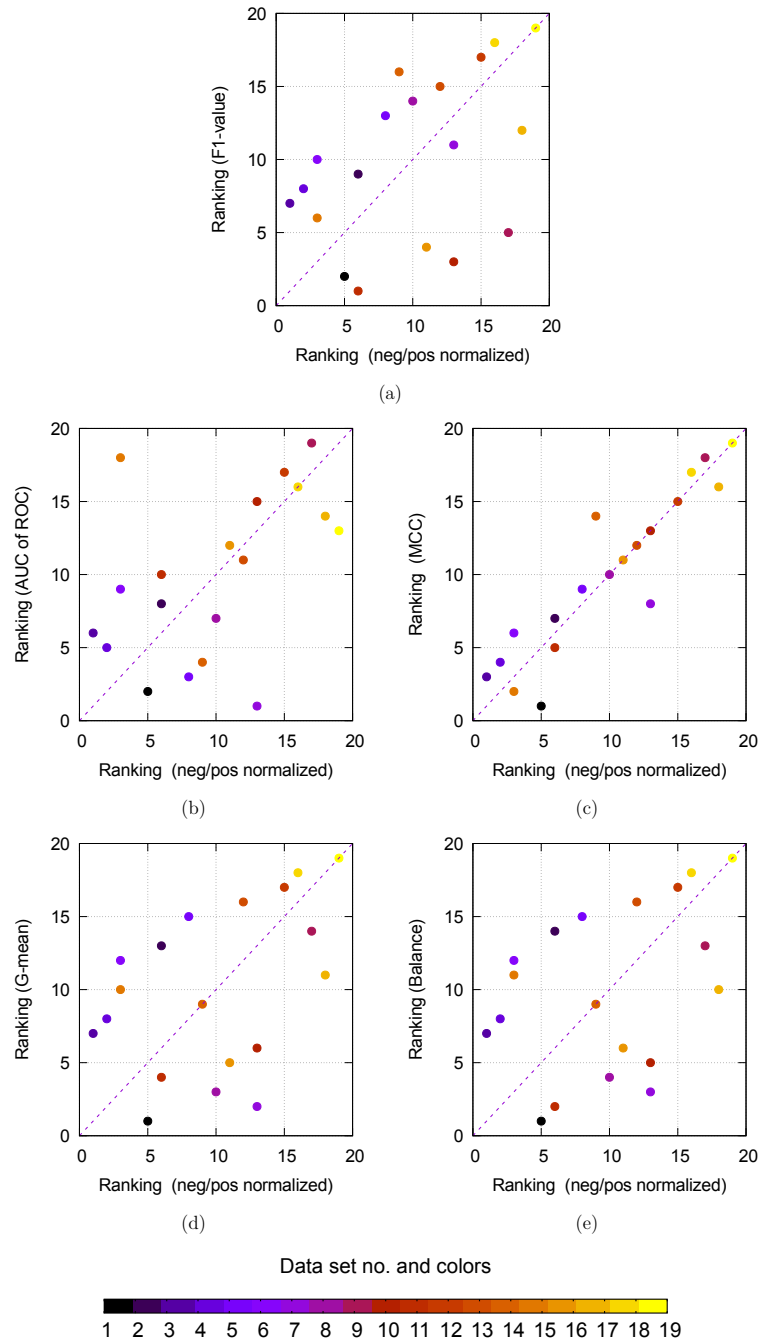 20
15
10
5
0
Ranking (F1-value)
0 5 10 15 20
Ranking (neg/pos normalized)
(a)
20
15
10
5
0
Ranking (AUC of ROC)
0 5 10 15 20
Ranking (neg/pos normalized)
(b)
20
15
10
5
0
Ranking (MCC)
0 5 10 15 20
Ranking (neg/pos normalized)
(c)
20
15
10
5
0
Ranking (G-mean)
0 5 10 15 20
Ranking (neg/pos normalized)
(d)
20
15
10
5
0
Ranking (Balance)
0 5 10 15 20
Ranking (neg/pos normalized)
(e)
Data set no. and colors
1 2 3 4 5 6 7 8 9 10 11 12 13 14 15 16 17 18 19